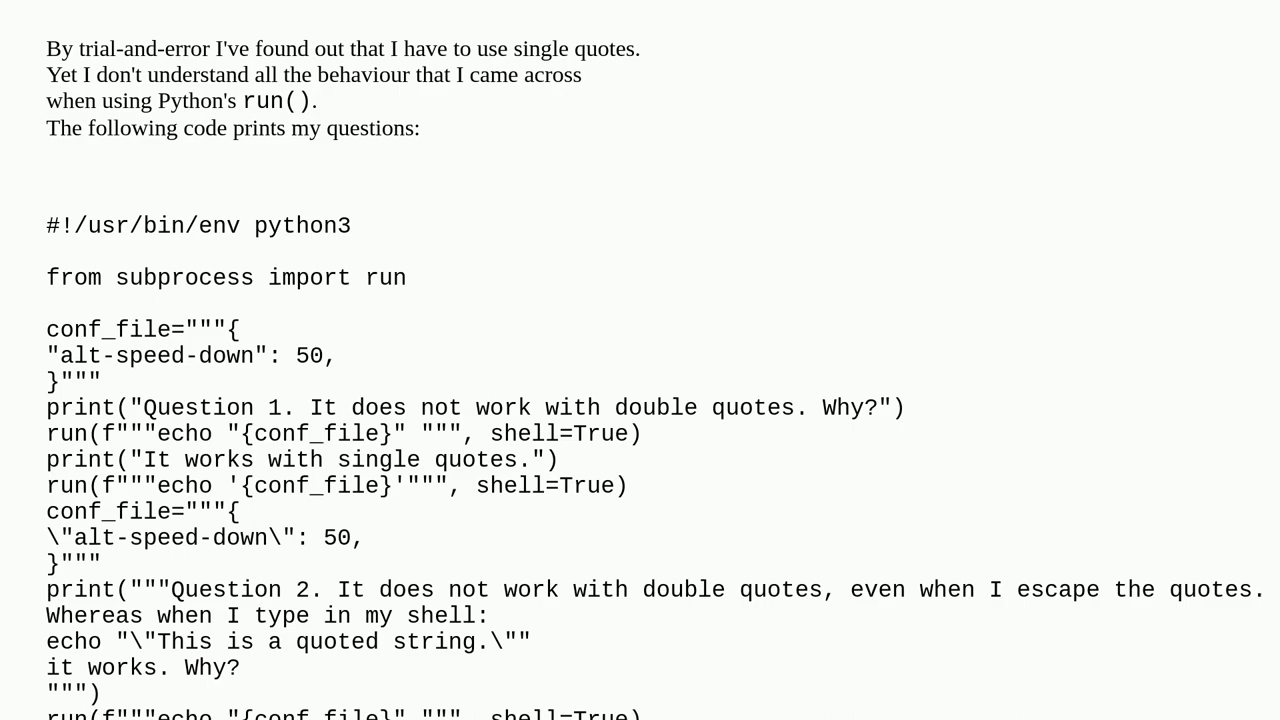 By trial-and-error I've found out that I have to use single quotes.
Yet I don't understand all the behaviour that I came across
when using Python's run().
The following code prints my questions:
#!/usr/bin/env python3
from subprocess import run
conf_file="""{
"alt-speed-down": 50,
}"""
print("Question 1. It does not work with double quotes. Why?")
run(f"""echo "{conf_file}" """, shell=True)
print("It works with single quotes.")
run(f"""echo '{conf_file}'""", shell=True)
conf_file="""{
\"alt-speed-down\": 50,
}"""
print("""Question 2. It does not work with double quotes, even when I escape the quotes.
Whereas when I type in my shell:
echo "\"This is a quoted string.\""
it works. Why?
""")
run(f"""echo "{conf_file}" """, shell=True)